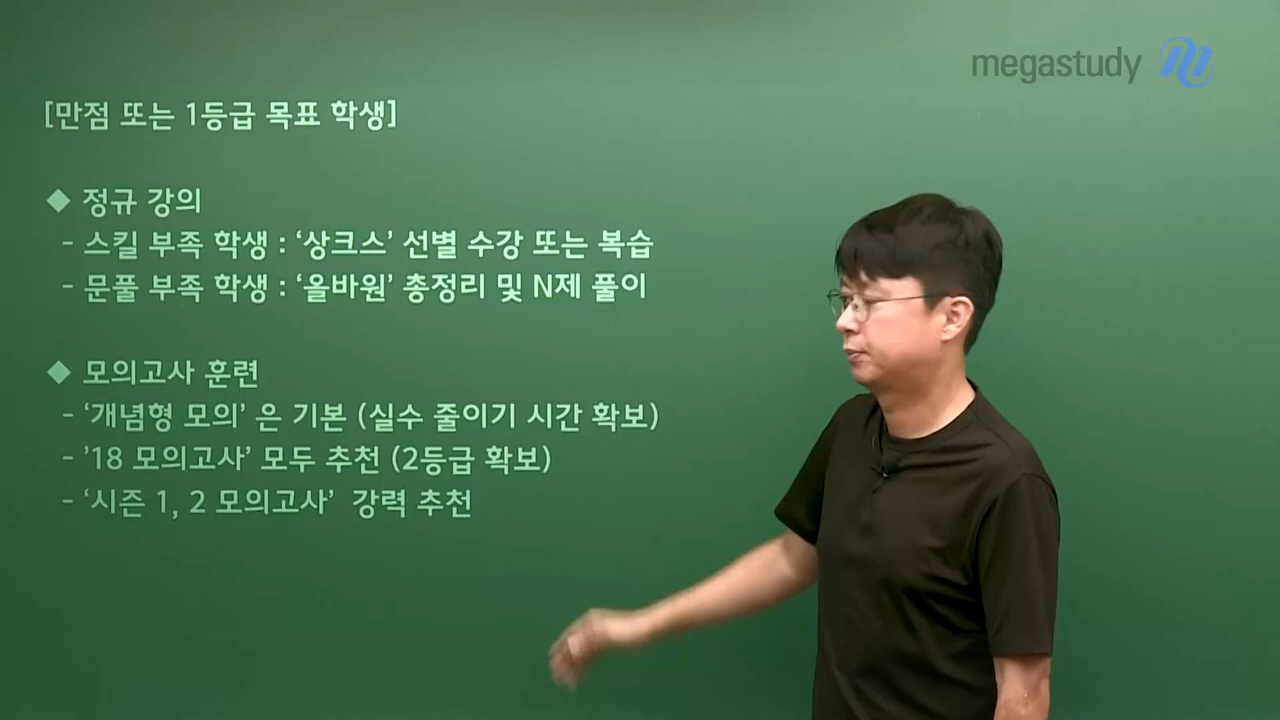 megastudy
[만점 또는 1등급 목표 학생]
◆ 정규 강의
- 스킬 부족 학생 : ‘상크스’ 선별 수강 또는 복습
- 문풀 부족 학생 : ‘올바원’ 총정리 및 N제 풀이
◆ 모의고사 훈련
- ‘개념형 모의’ 은 기본 (실수 줄이기 시간 확보)
- ’18 모의고사’ 모두 추천 (2등급 확보)
- ‘시즌 1, 2 모의고사’ 강력 추천